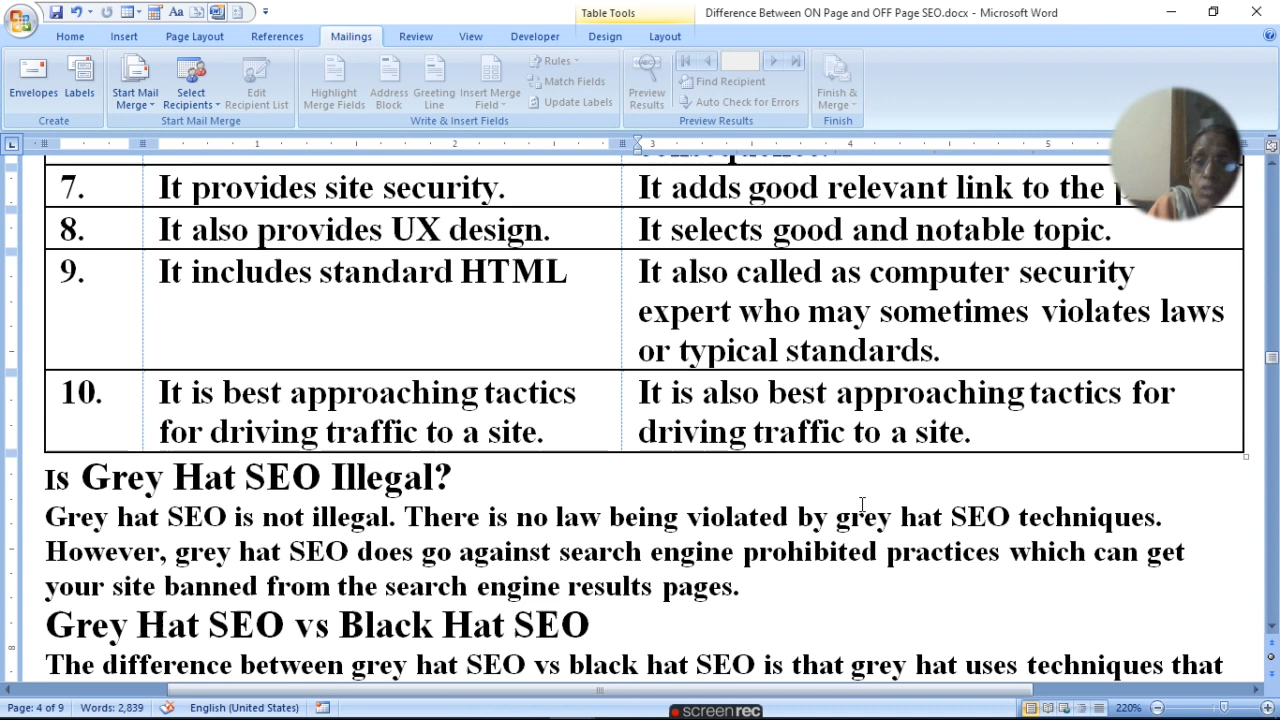 Table Tools
Difference Between ON Page and OFF Page SEO.docx - Microsoft Word
Home Insert Page Layout References Mailings Review View Developer Design Layout
Envelopes Labels
Start Mail Merge
Select Recipients
Edit Recipient List
Highlight Merge Fields
Address Block
Greeting Line
Insert Merge Field
Rules
Match Fields
Update Labels
Preview Results
Find Recipient
Auto Check for Errors
Finish & Merge
Create
Start Mail Merge
Write & Insert Fields
Preview Results
Finish
1 2 3 4 5
7. It provides site security. It adds good relevant link to the
8. It also provides UX design. It selects good and notable topic.
9. It includes standard HTML It also called as computer security
expert who may sometimes violates laws
or typical standards.
10. It is best approaching tactics It is also best approaching tactics for
for driving traffic to a site. driving traffic to a site.
Is Grey Hat SEO Illegal?
Grey hat SEO is not illegal. There is no law being violated by grey hat SEO techniques.
However, grey hat SEO does go against search engine prohibited practices which can get
your site banned from the search engine results pages.
Grey Hat SEO vs Black Hat SEO
The difference between grey hat SEO vs black hat SEO is that grey hat uses techniques that
Page: 4 of 9 Words: 2,839 English (United States) 220%
screenrec